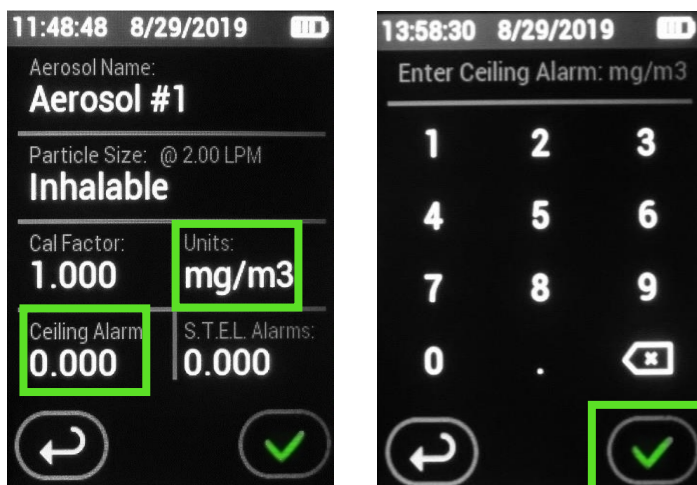 11:48:48 8/29/2019
Aerosol Name:
Aerosol #1
Particle Size: @ 2.00 LPM
Inhalable
Cal Factor: Units:
1.000 mg/m3
Ceiling Alarm S.T.E.L. Alarms:
0.000 0.000
13:58:30 8/29/2019
Enter Ceiling Alarm: mg/m3
1 2 3
4 5 6
7 8 9
0 .